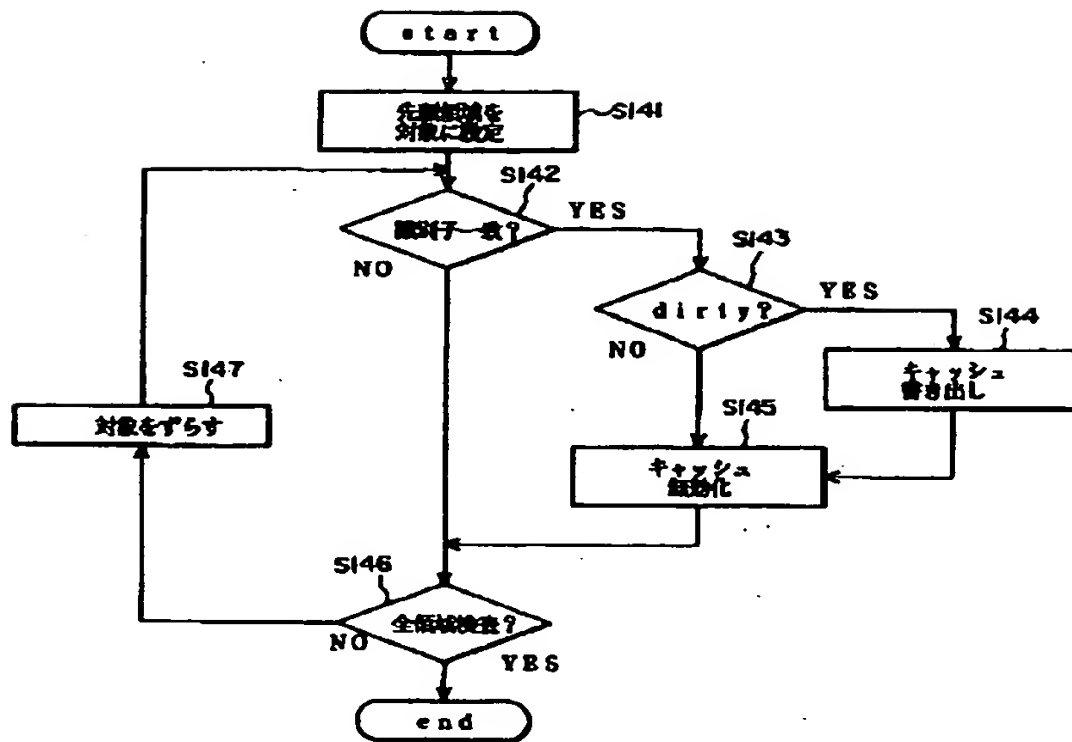 start
先頭領域を
対象に設定
S141
S142
識別子一致？
YES
NO
S143
dirty？
YES
NO
S144
キャッシュ
書き出し
S147
対象をずらす
S145
キャッシュ
無効化
S146
全領域検査？
NO
YES
end